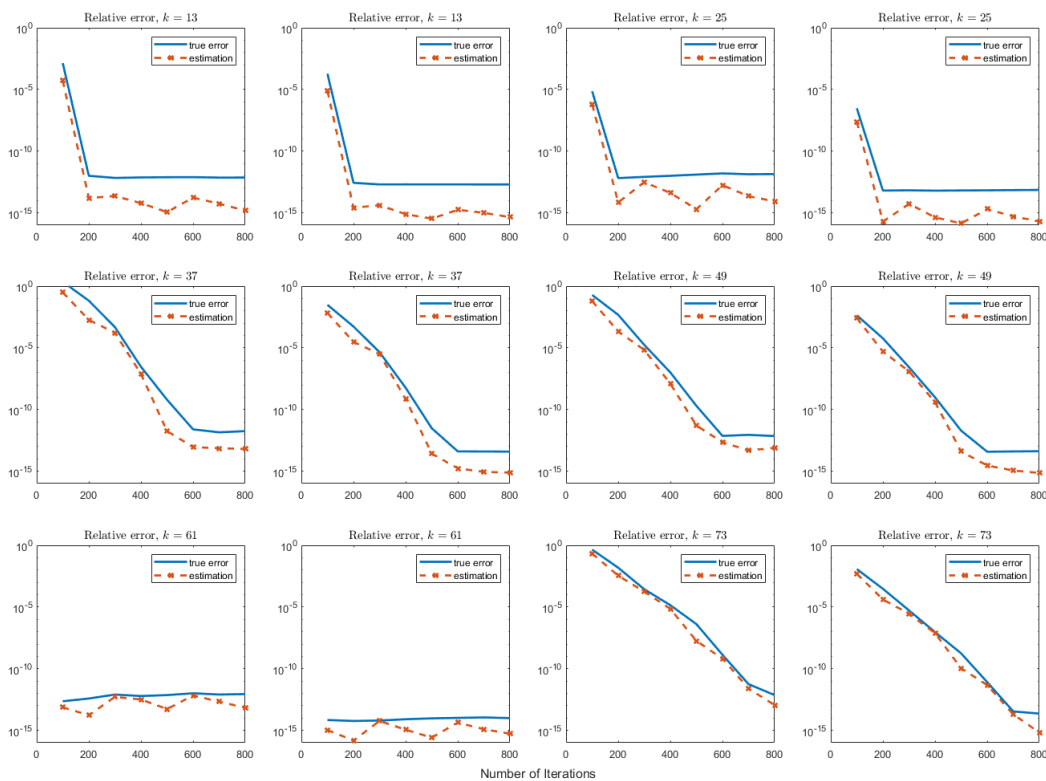 Relative error, k = 13
Relative error, k = 13
Relative error, k = 25
Relative error, k = 25
10^0
10^-5
10^-10
10^-15
0 200 400 600 800
true error
estimation
10^0
10^-5
10^-10
10^-15
0 200 400 600 800
true error
estimation
10^0
10^-5
10^-10
10^-15
0 200 400 600 800
true error
estimation
10^0
10^-5
10^-10
10^-15
0 200 400 600 800
true error
estimation
Relative error, k = 37
Relative error, k = 37
Relative error, k = 49
Relative error, k = 49
10^0
10^-5
10^-10
10^-15
0 200 400 600 800
true error
estimation
10^0
10^-5
10^-10
10^-15
0 200 400 600 800
true error
estimation
10^0
10^-5
10^-10
10^-15
0 200 400 600 800
true error
estimation
10^0
10^-5
10^-10
10^-15
0 200 400 600 800
true error
estimation
Relative error, k = 61
Relative error, k = 61
Relative error, k = 73
Relative error, k = 73
10^0
10^-5
10^-10
10^-15
0 200 400 600 800
true error
estimation
10^0
10^-5
10^-10
10^-15
0 200 400 600 800
true error
estimation
10^0
10^-5
10^-10
10^-15
0 200 400 600 800
true error
estimation
10^0
10^-5
10^-10
10^-15
0 200 400 600 800
true error
estimation
Number of Iterations